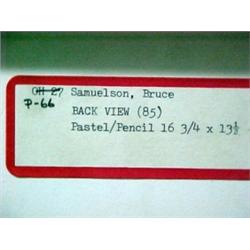 CH 27 Samuelson, Bruce
P-66
BACK VIEW (85)
Pastel/Pencil 16 3/4 x 13½